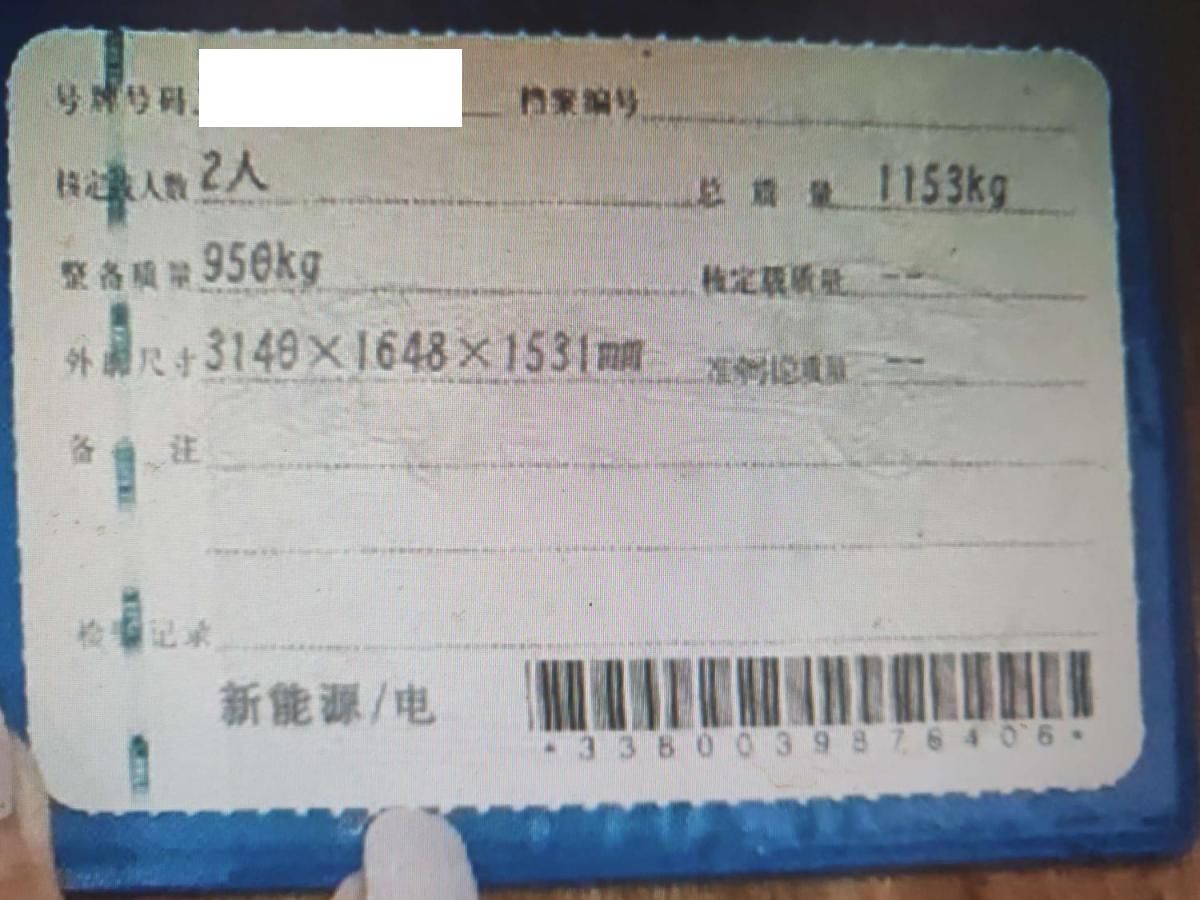 号牌号码 档案编号
核定载人数 2人 总质量 1153kg
整备质量 950kg 核定载质量 --
外廓尺寸 3140×1648×1531mm 准牵引总质量 --
备注
检验记录
新能源/电
*3380039876406*